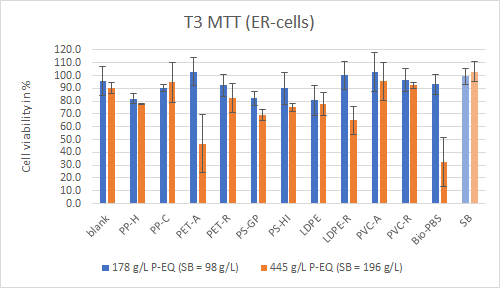 T3 MTT (ER-cells)
Cell viability in %
120.0
110.0
100.0
90.0
80.0
70.0
60.0
50.0
40.0
30.0
20.0
10.0
0.0
blank
PP-H
PP-C
PET-A
PET-R
PS-GP
PS-HI
LDPE
LDPE-R
PVC-A
PVC-R
Bio-PBS
SB
178 g/L P-EQ (SB = 98 g/L)
445 g/L P-EQ (SB = 196 g/L)